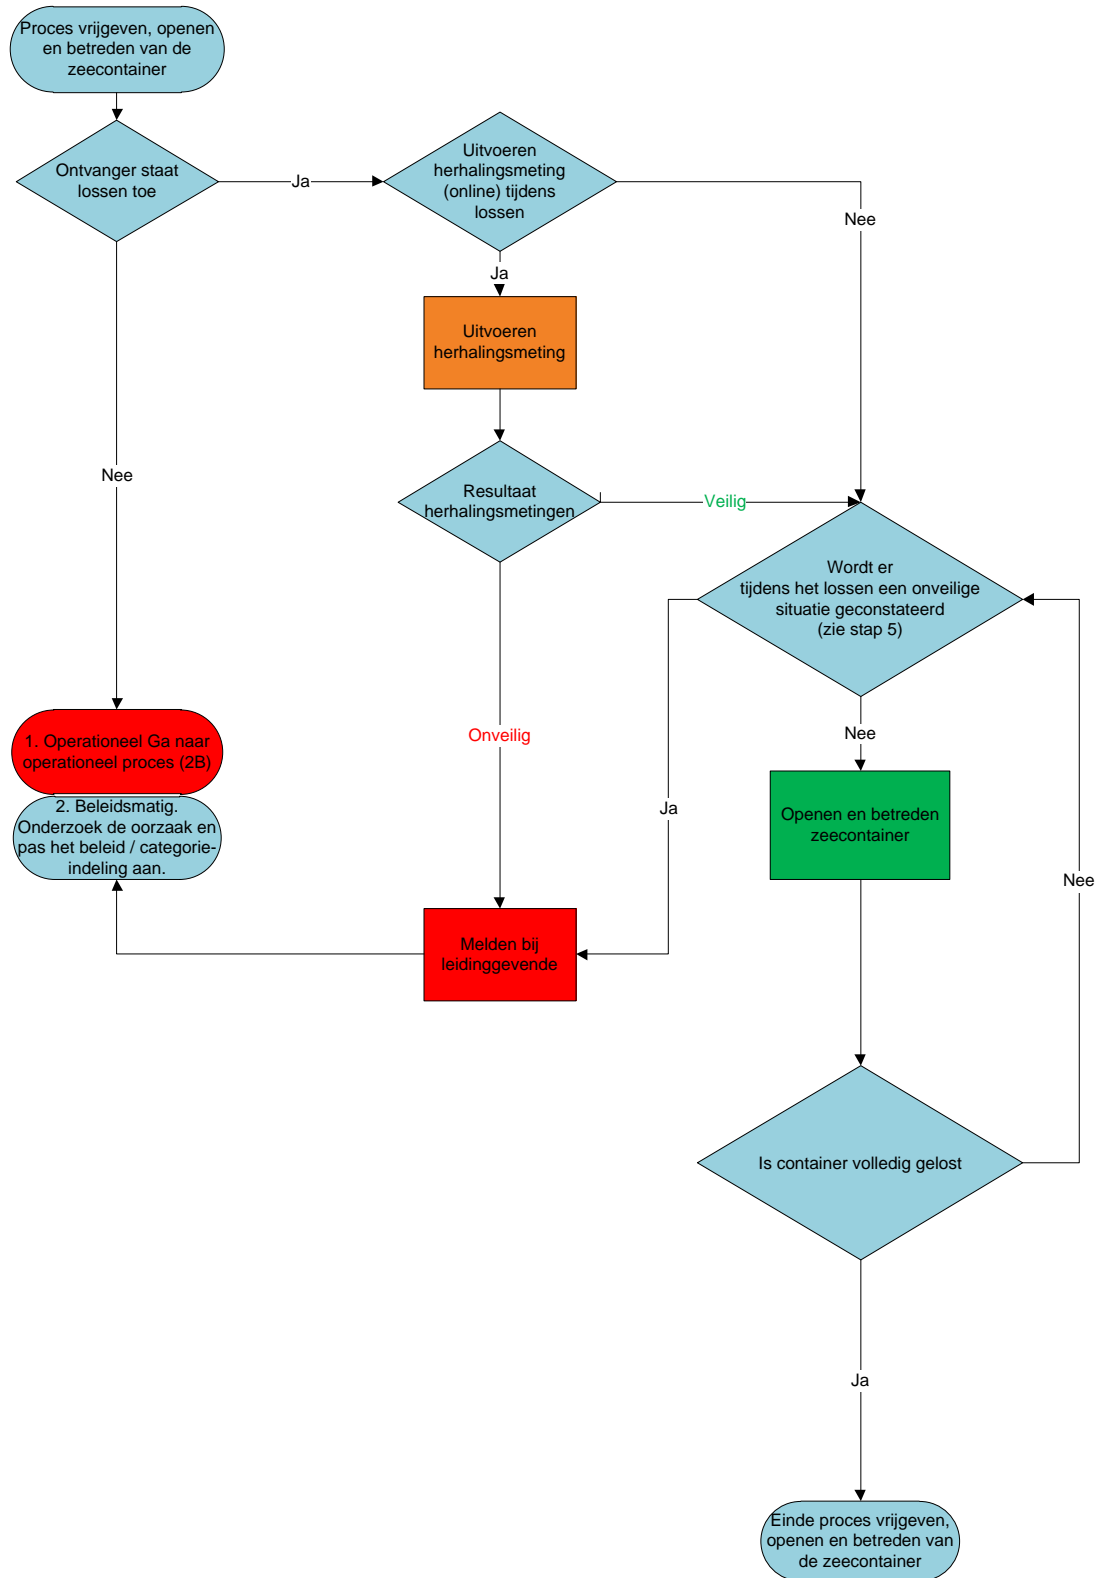 Proces vrijgeven, openen
en betreden van de
zeecontainer
Ontvanger staat
lossen toe
Ja
Uitvoeren
herhalingsmeting
(online) tijdens
lossen
Nee
Ja
Uitvoeren
herhalingsmeting
Nee
Resultaat
herhalingsmetingen
Veilig
Wordt er
tijdens het lossen een onveilige
situatie geconstateerd
(zie stap 5)
Onveilig
Nee
1. Operationeel Ga naar
operationeel proces (2B)
2. Beleidsmatig.
Onderzoek de oorzaak en
pas het beleid / categorie-
indeling aan.
Ja
Openen en betreden
zeecontainer
Nee
Melden bij
leidinggevende
Is container volledig gelost
Ja
Einde proces vrijgeven,
openen en betreden van
de zeecontainer